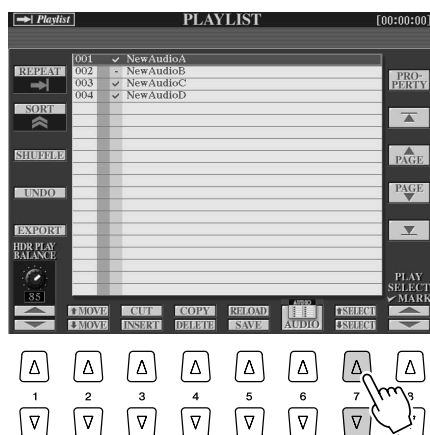 Playlist PLAYLIST [00:00:00]
001 ✓ NewAudioA
002 - NewAudioB
003 ✓ NewAudioC
004 ✓ NewAudioD
REPEAT
SORT
SHUFFLE
UNDO
EXPORT
HDR PLAY
BALANCE
85
PRO-
PERTY
PAGE
PAGE
PLAY
SELECT
✓MARK
MOVE CUT COPY RELOAD AUDIO SELECT
MOVE INSERT DELETE SAVE AUDIO SELECT
1 2 3 4 5 6 7 8